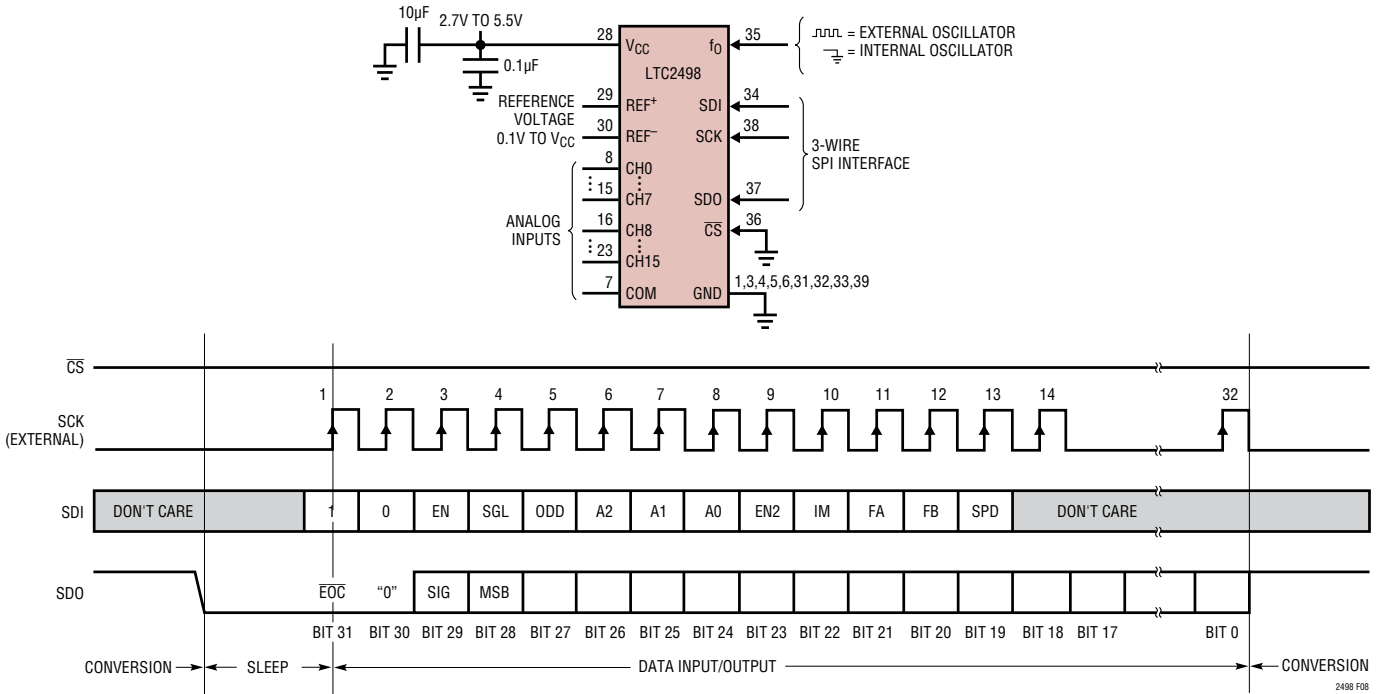 10µF
2.7V TO 5.5V
0.1µF
28
VCC
fO
35
= EXTERNAL OSCILLATOR
= INTERNAL OSCILLATOR
LTC2498
REFERENCE
VOLTAGE
0.1V TO VCC
29
REF+
30
REF–
SDI
34
SCK
38
3-WIRE
SPI INTERFACE
8
CH0
15
CH7
SDO
37
ANALOG
INPUTS
16
CH8
CS
36
23
CH15
7
COM
GND
1,3,4,5,6,31,32,33,39
CS
1 2 3 4 5 6 7 8 9 10 11 12 13 14 32
SCK
(EXTERNAL)
SDI DON'T CARE 1 0 EN SGL ODD A2 A1 A0 EN2 IM FA FB SPD DON'T CARE
SDO EOC “0” SIG MSB
BIT 31 BIT 30 BIT 29 BIT 28 BIT 27 BIT 26 BIT 25 BIT 24 BIT 23 BIT 22 BIT 21 BIT 20 BIT 19 BIT 18 BIT 17 BIT 0
CONVERSION SLEEP DATA INPUT/OUTPUT CONVERSION
2498 F08